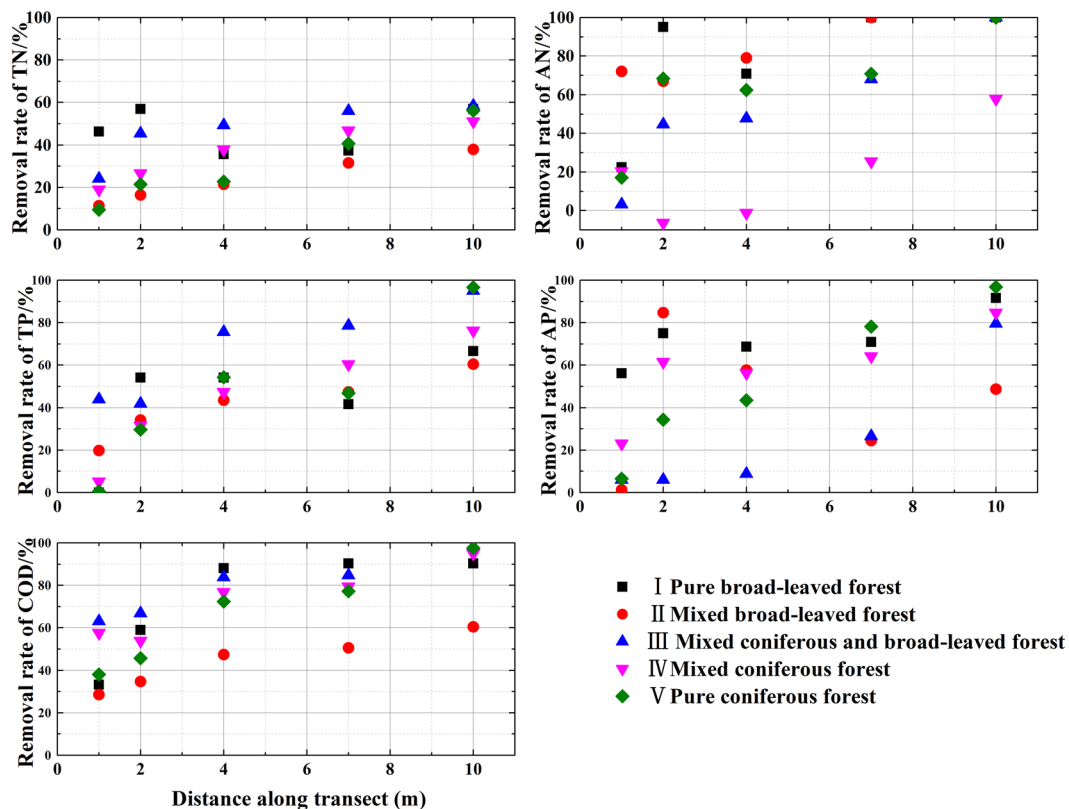 100
80
60
40
20
0
Removal rate of TN/%
0 2 4 6 8 10
100
80
60
40
20
0
Removal rate of AN/%
0 2 4 6 8 10
100
80
60
40
20
0
Removal rate of TP/%
0 2 4 6 8 10
100
80
60
40
20
0
Removal rate of AP/%
0 2 4 6 8 10
100
80
60
40
20
0
Removal rate of COD/%
0 2 4 6 8 10
Distance along transect (m)
Ⅰ Pure broad-leaved forest
Ⅱ Mixed broad-leaved forest
Ⅲ Mixed coniferous and broad-leaved forest
Ⅳ Mixed coniferous forest
Ⅴ Pure coniferous forest